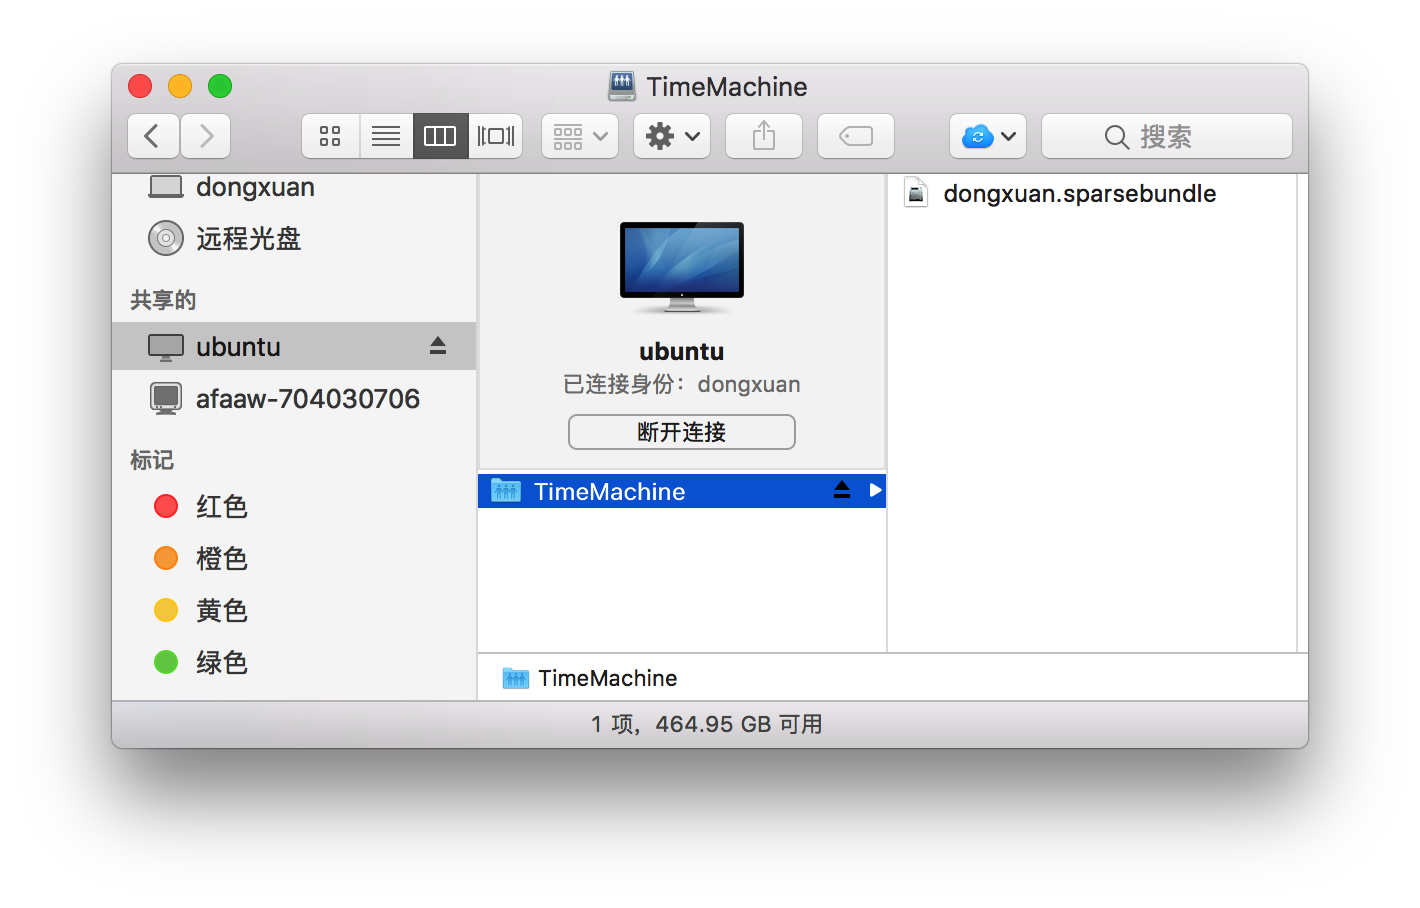 TimeMachine
搜索
dongxuan
远程光盘
共享的
ubuntu
afaaw-704030706
标记
红色
橙色
黄色
绿色
ubuntu
已连接身份：dongxuan
断开连接
TimeMachine
dongxuan.sparsebundle
TimeMachine
1 项，464.95 GB 可用